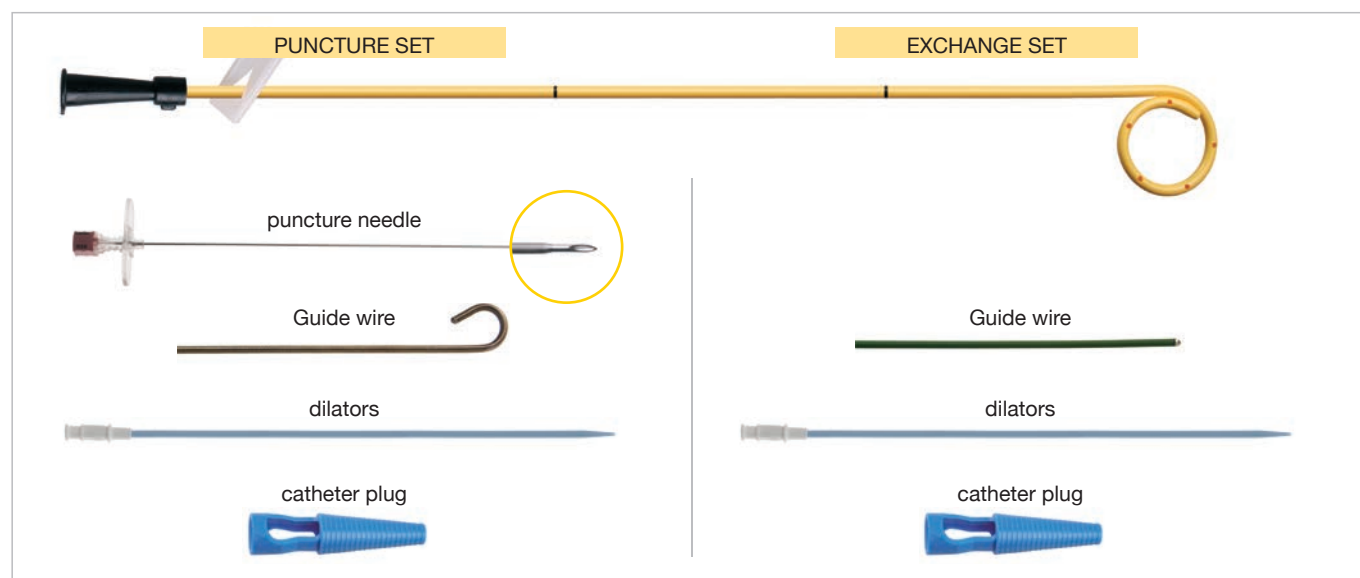 PUNCTURE SET
EXCHANGE SET
puncture needle
Guide wire
dilators
catheter plug
Guide wire
dilators
catheter plug